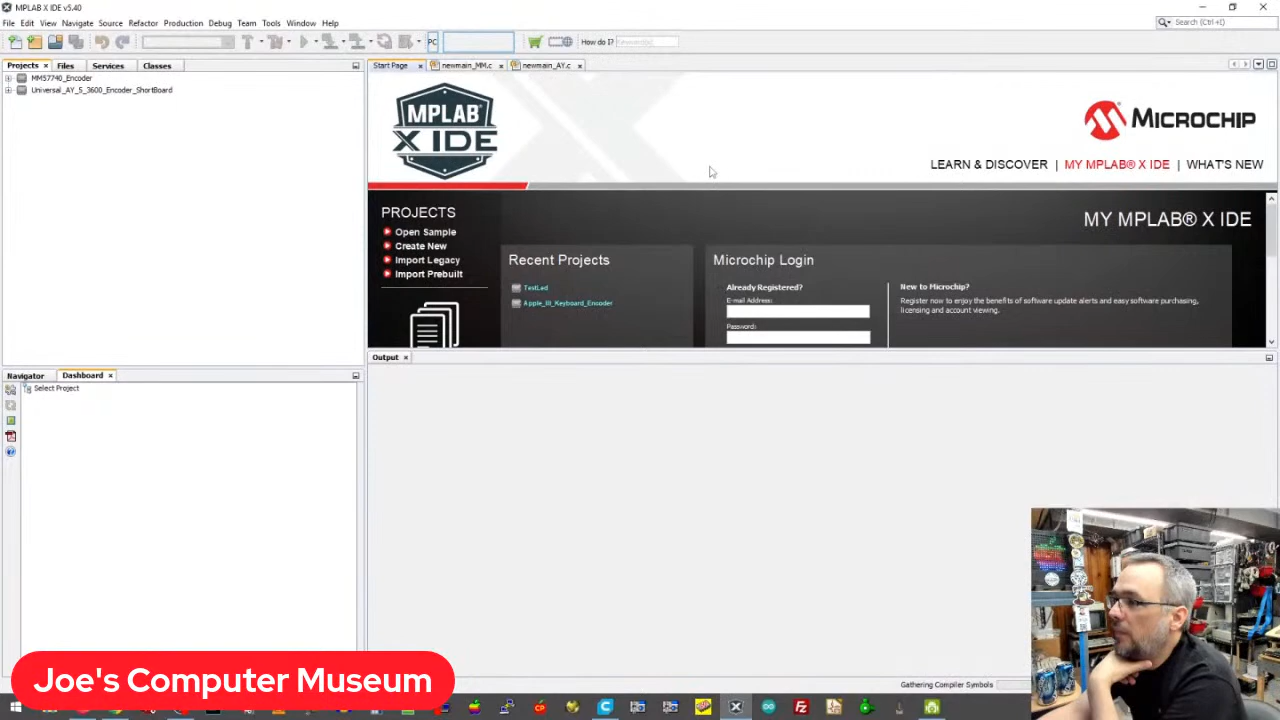 MPLAB X IDE v5.40
File Edit View Navigate Source Refactor Production Debug Team Tools Window Help
Search (Ctrl+I)
PC
How do I? Keyword(s)
Projects Files Services Classes
MM57740_Encoder
Universal_AY_5_3600_Encoder_ShortBoard
Start Page newmain_MM.c newmain_AY.c
MPLAB®
X IDE
MICROCHIP
LEARN & DISCOVER | MY MPLAB® X IDE | WHAT'S NEW
PROJECTS
Open Sample
Create New
Import Legacy
Import Prebuilt
MY MPLAB® X IDE
Recent Projects
TestLed
Apple_III_Keyboard_Encoder
Microchip Login
Already Registered?
E-mail Address:
Password:
New to Microchip?
Register now to enjoy the benefits of software update alerts and easy software purchasing,
licensing and account viewing.
Output
Navigator Dashboard
Select Project
Gathering Compiler Symbols
Joe's Computer Museum